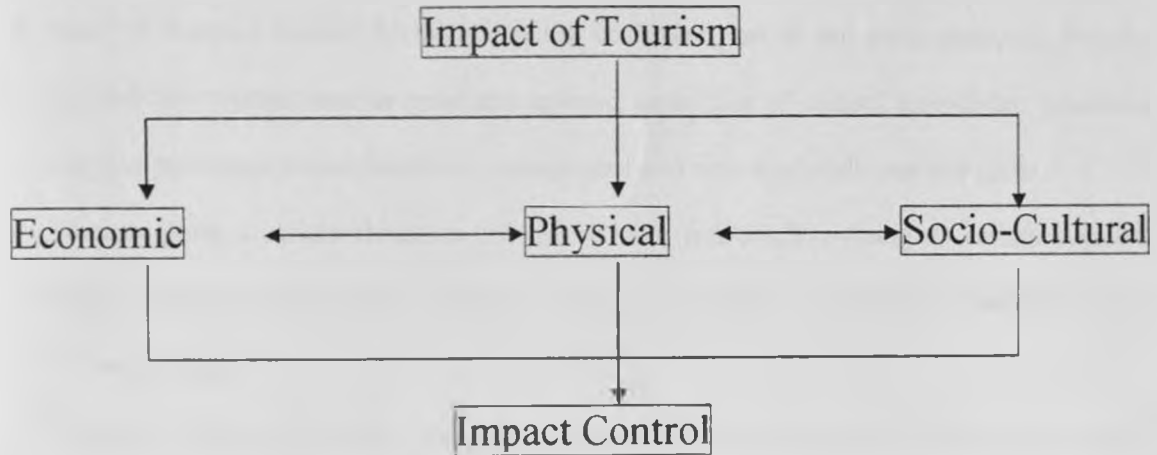 Impact of Tourism
Economic
Physical
Socio-Cultural
Impact Control